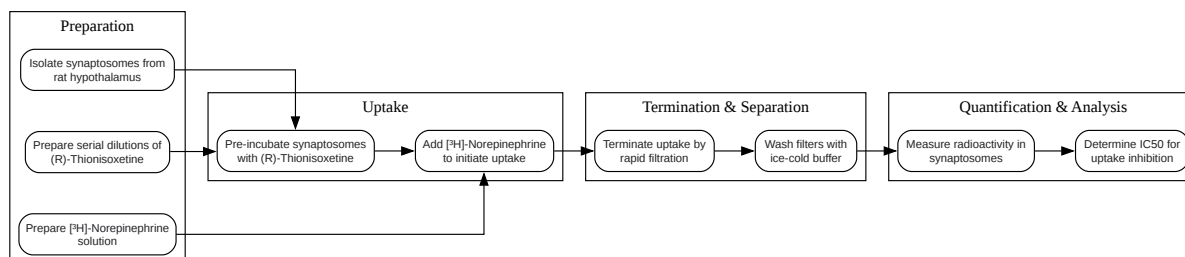 Preparation
Isolate synaptosomes from
rat hypothalamus
Prepare serial dilutions of
(R)-Thionisoxetine
Prepare [³H]-Norepinephrine
solution
Uptake
Pre-incubate synaptosomes
with (R)-Thionisoxetine
Add [³H]-Norepinephrine
to initiate uptake
Termination & Separation
Terminate uptake by
rapid filtration
Wash filters with
ice-cold buffer
Quantification & Analysis
Measure radioactivity in
synaptosomes
Determine IC50 for
uptake inhibition